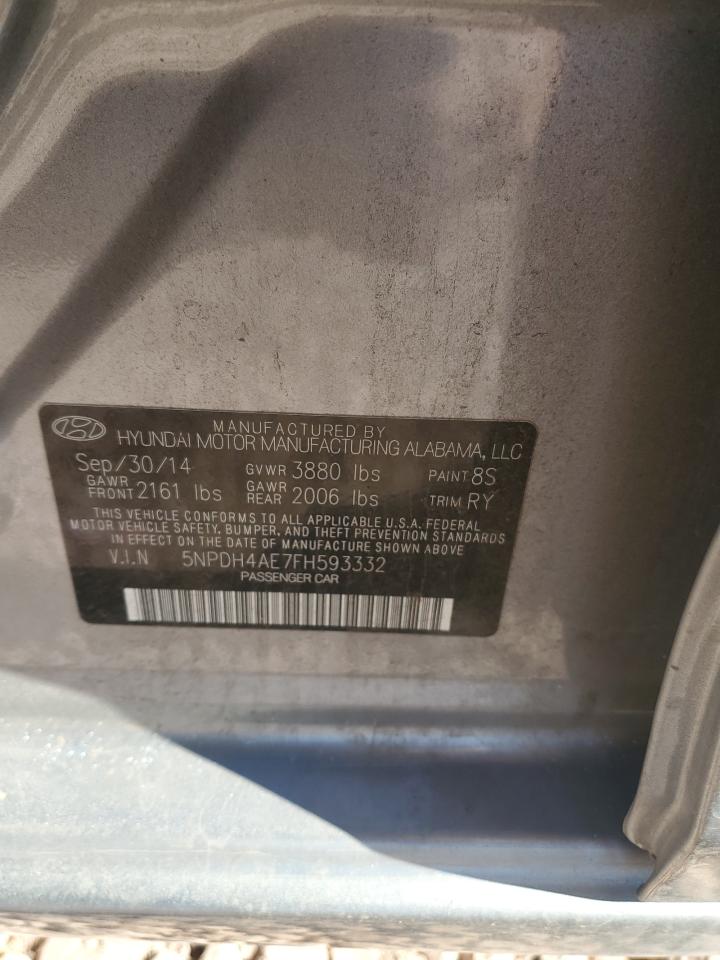 MANUFACTURED BY
HYUNDAI MOTOR MANUFACTURING ALABAMA, LLC
Sep/30/14 GVWR 3880 lbs PAINT 8S
GAWR FRONT 2161 lbs GAWR REAR 2006 lbs TRIM RY
THIS VEHICLE CONFORMS TO ALL APPLICABLE U.S.A. FEDERAL
MOTOR VEHICLE SAFETY, BUMPER, AND THEFT PREVENTION STANDARDS
IN EFFECT ON THE DATE OF MANUFACTURE SHOWN ABOVE.
V.I.N 5NPDH4AE7FH593332
PASSENGER CAR